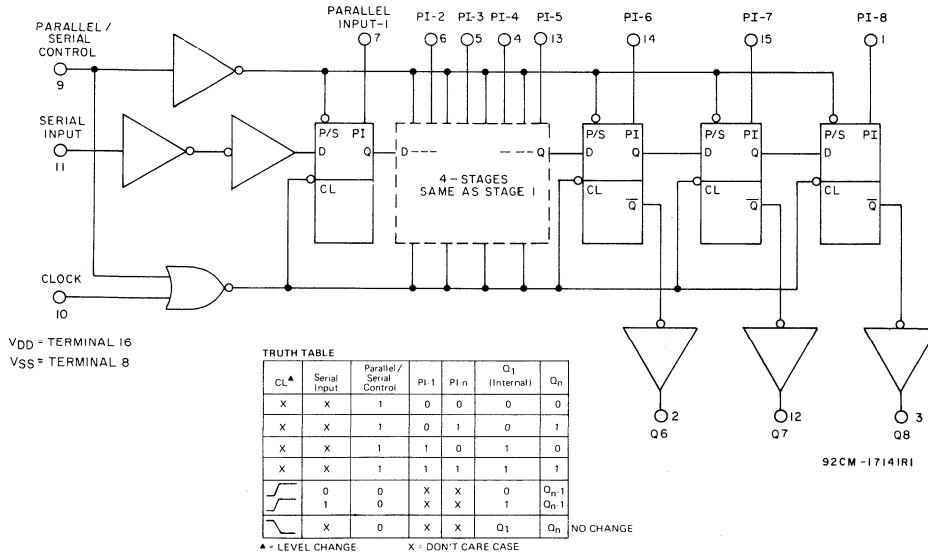 PARALLEL INPUT-1
7
PI-2
6
PI-3
5
PI-4
4
PI-5
13
PI-6
14
PI-7
15
PI-8
1
PARALLEL /
SERIAL
CONTROL
9
SERIAL
INPUT
11
P/S PI
D Q
CL
D --- --- Q
4-STAGES
SAME AS STAGE 1
P/S PI
D Q
CL
Q̅
P/S PI
D Q
CL
Q̅
P/S PI
D
CL
Q̅
CLOCK
10
VDD = TERMINAL 16
VSS = TERMINAL 8
2
Q6
12
Q7
3
Q8
92CM-17141R1
TRUTH TABLE
CL▲ Serial Input Parallel/ Serial Control PI-1 PI-n Q1 (Internal) Qn
X X 1 0 0 0 0
X X 1 0 1 0 1
X X 1 1 0 1 0
X X 1 1 1 1 1
0 0 X X 0 Qn-1
1 0 X X 1 Qn-1
X 0 X X Q1 Qn NO CHANGE
▲ = LEVEL CHANGE X = DON'T CARE CASE